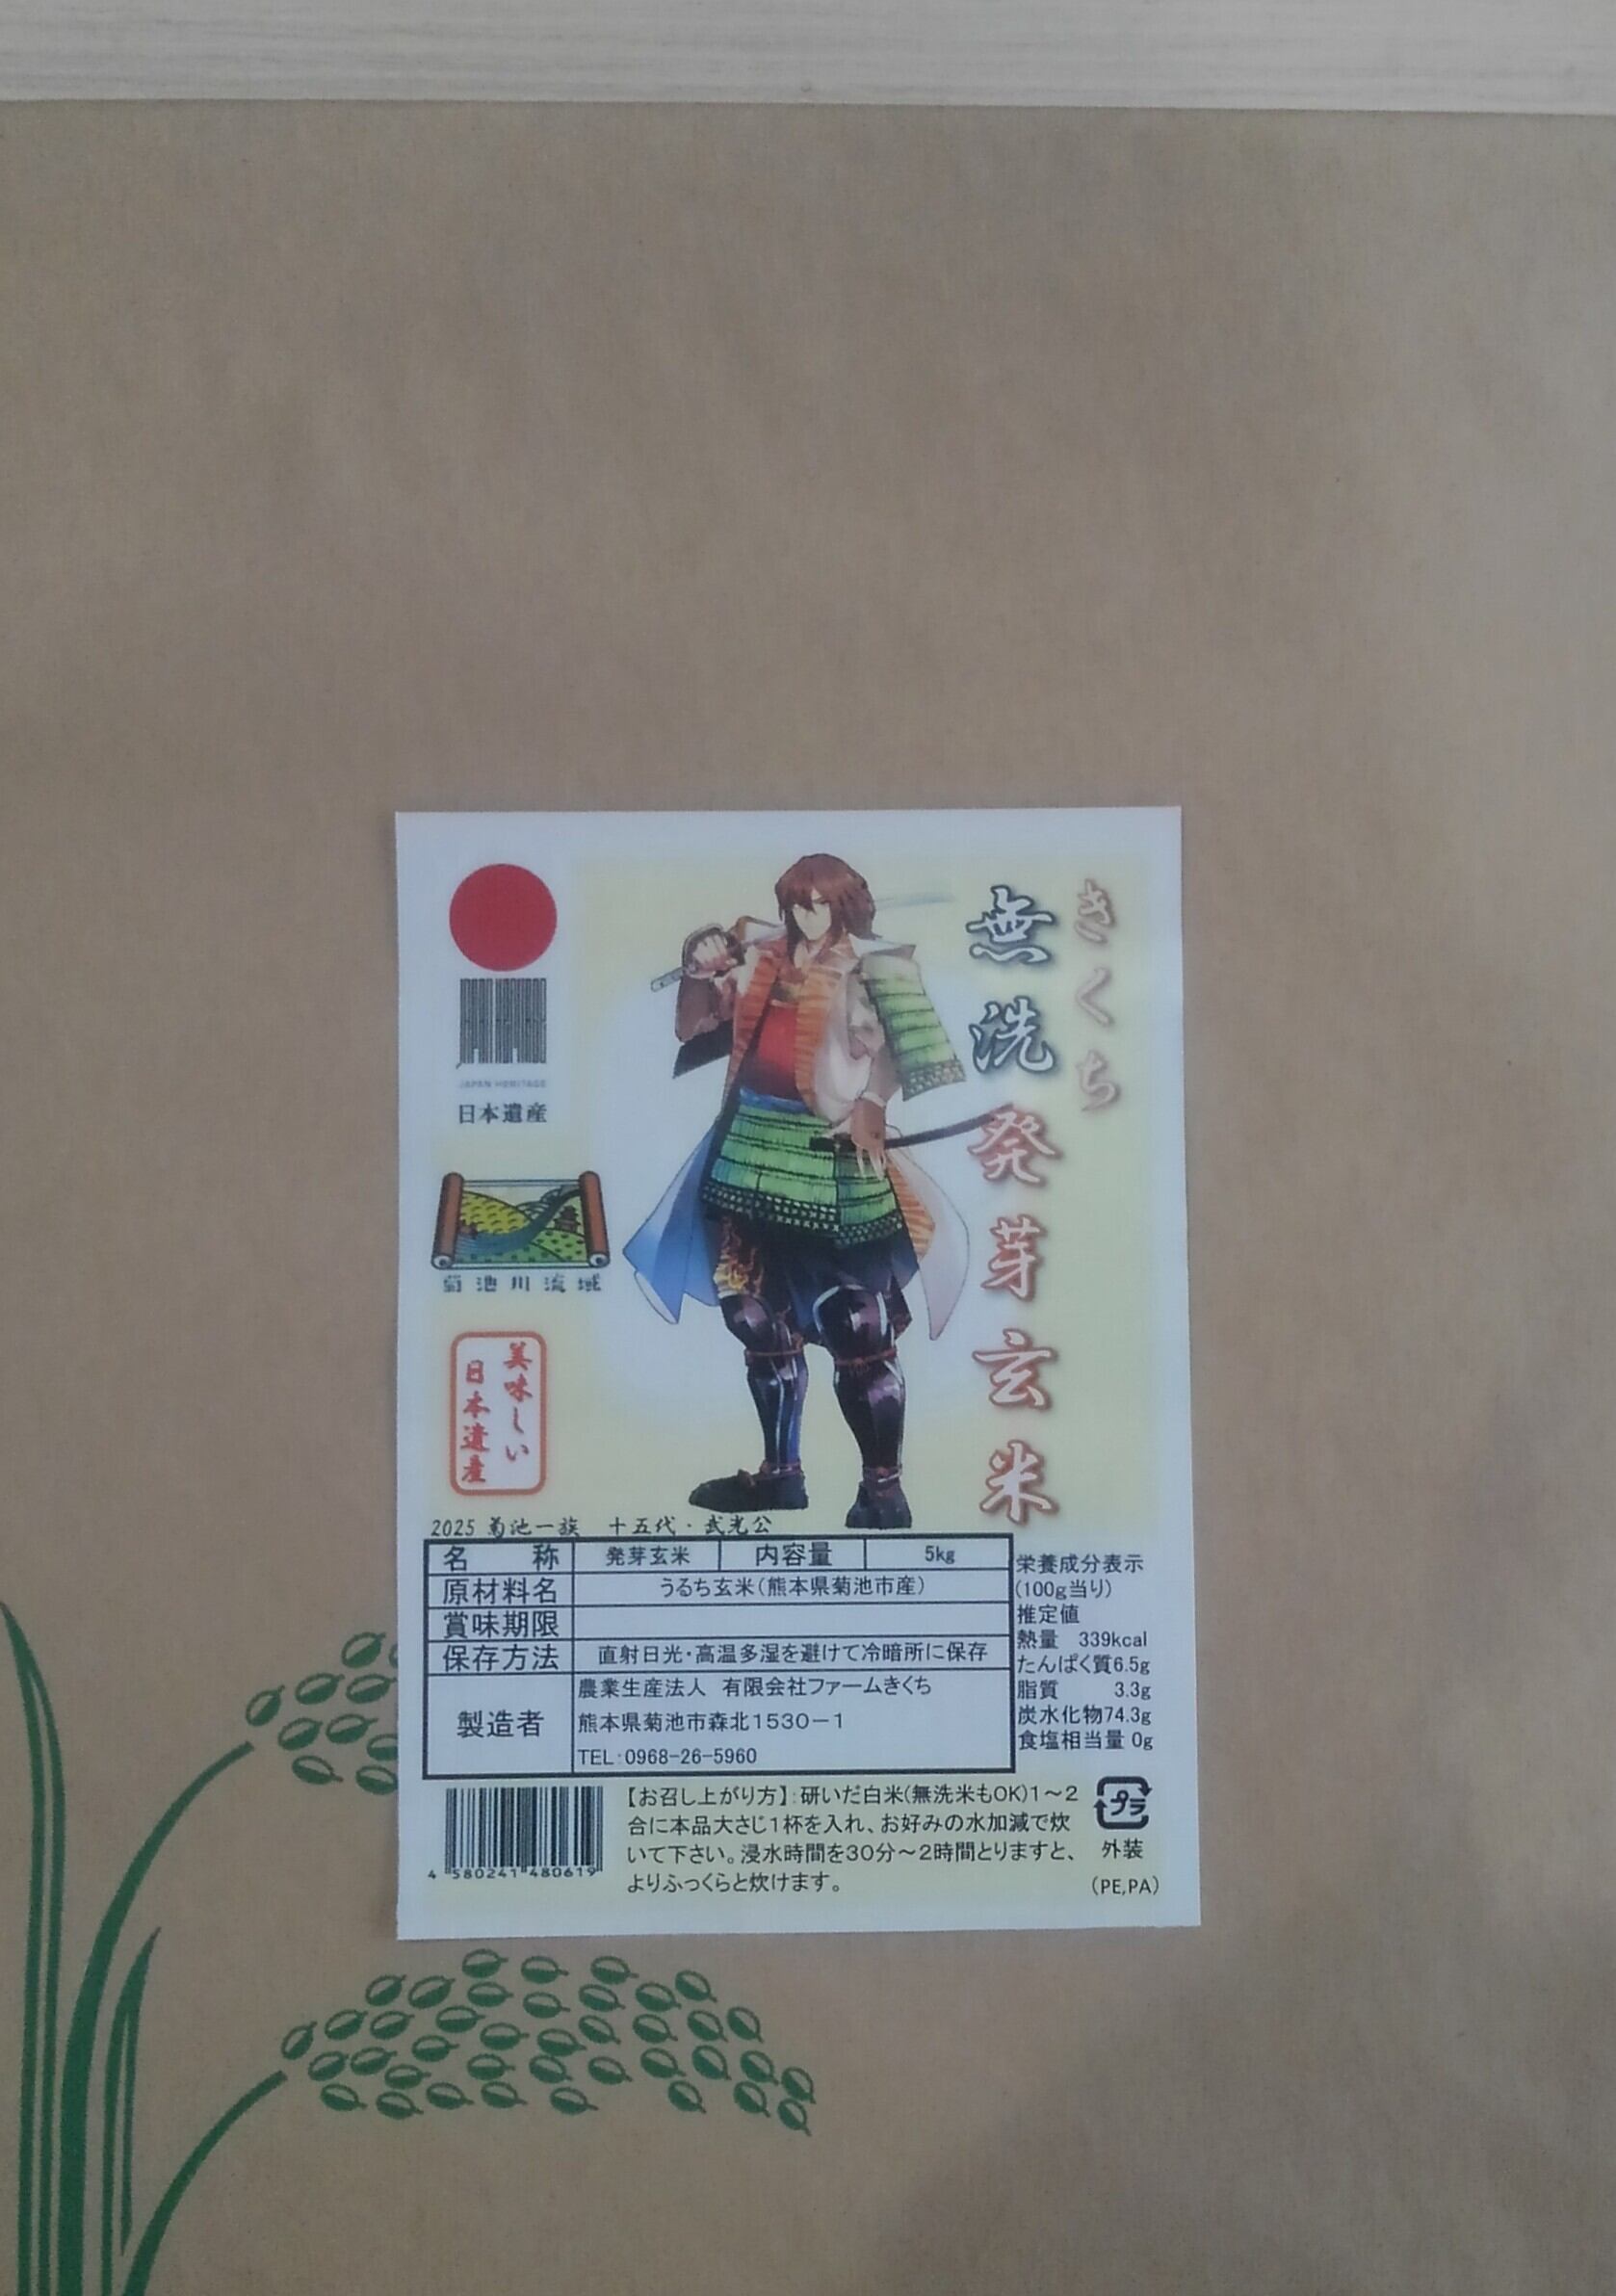 きくち
無洗発芽玄米
JAPAN HERITAGE
日本遺産
菊池川流域
美味しい
日本遺産
2025 菊池一族 十五代・武光公
名称 発芽玄米 内容量 5kg
原材料名 うるち玄米(熊本県菊池市産)
賞味期限
保存方法 直射日光・高温多湿を避けて冷暗所に保存
製造者
農業生産法人 有限会社ファームきくち
熊本県菊池市森北1530-1
TEL:0968-26-5960
栄養成分表示
(100g当り)
推定値
熱量 339kcal
たんぱく質6.5g
脂質 3.3g
炭水化物74.3g
食塩相当量 0g
4 580241 480619
【お召し上がり方】:研いだ白米(無洗米もOK)1~2
合に本品大さじ1杯を入れ、お好みの水加減で炊
いて下さい。浸水時間を30分~2時間とりますと、
よりふっくらと炊けます。
プラ
外装
(PE,PA)